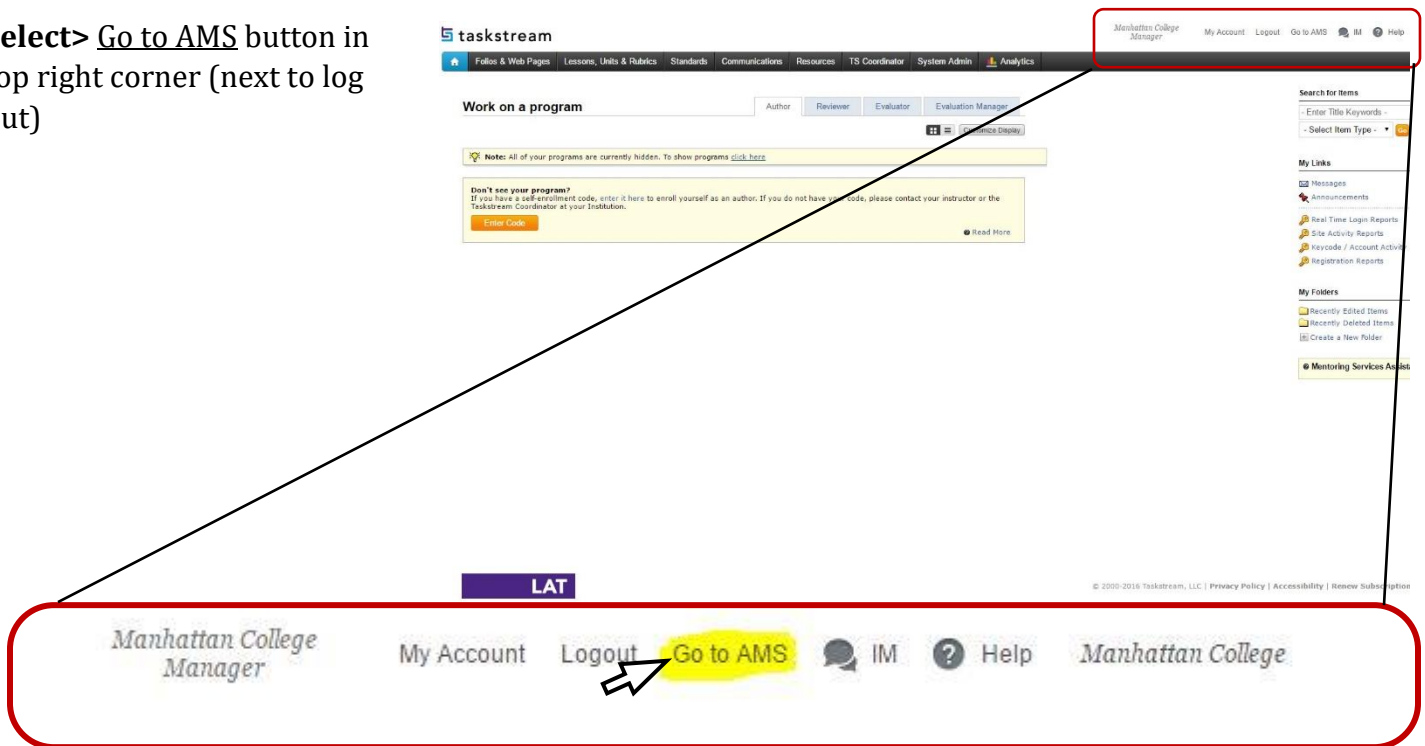 elect> Go to AMS button in
op right corner (next to log
ut)
taskstream
Manhattan College
Manager
My Account Logout Go to AMS IM Help
Folios & Web Pages Lessons, Units & Rubrics Standards Communications Resources TS Coordinator System Admin Analytics
Work on a program
Author Reviewer Evaluator Evaluation Manager
Customize Display
Note: All of your programs are currently hidden. To show programs click here
Don't see your program?
If you have a self-enrollment code, enter it here to enroll yourself as an author. If you do not have your code, please contact your instructor or the
Taskstream Coordinator at your Institution.
Enter Code
Read More
Search for Items
- Enter Title Keywords -
- Select Item Type -
Go
My Links
Messages
Announcements
Real Time Login Reports
Site Activity Reports
Keycode / Account Activity
Registration Reports
My Folders
Recently Edited Items
Recently Deleted Items
Create a New Folder
Mentoring Services Assista
LAT
© 2000-2016 Taskstream, LLC | Privacy Policy | Accessibility | Renew Subscription
Manhattan College
Manager
My Account Logout Go to AMS IM Help Manhattan College